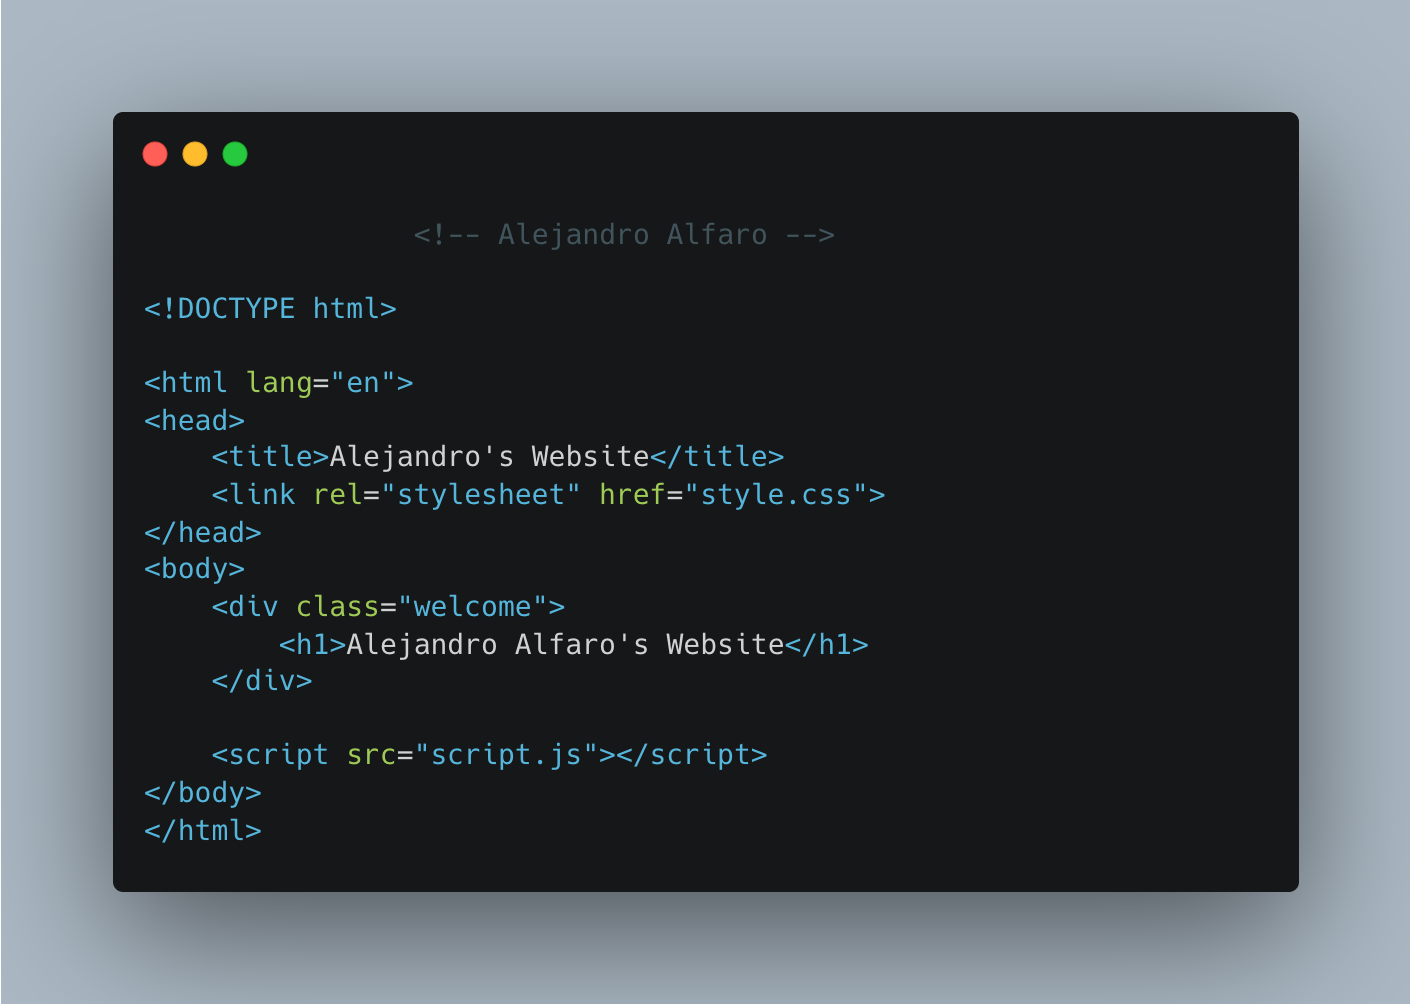 <!-- Alejandro Alfaro -->
<!DOCTYPE html>
<html lang="en">
<head>
    <title>Alejandro's Website</title>
    <link rel="stylesheet" href="style.css">
</head>
<body>
    <div class="welcome">
        <h1>Alejandro Alfaro's Website</h1>
    </div>
    <script src="script.js"></script>
</body>
</html>